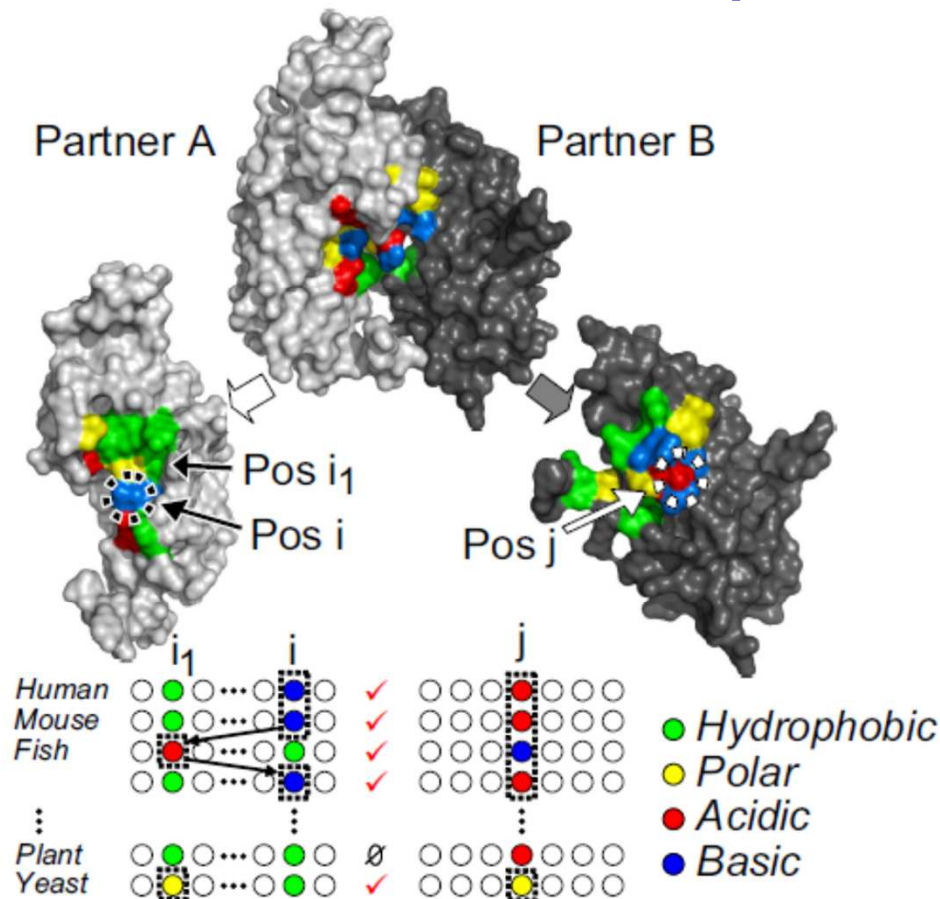 Partner A
Partner B
Pos i1
Pos i
Pos j
i1 i j
Human
Mouse
Fish
Plant
Yeast
Hydrophobic
Polar
Acidic
Basic